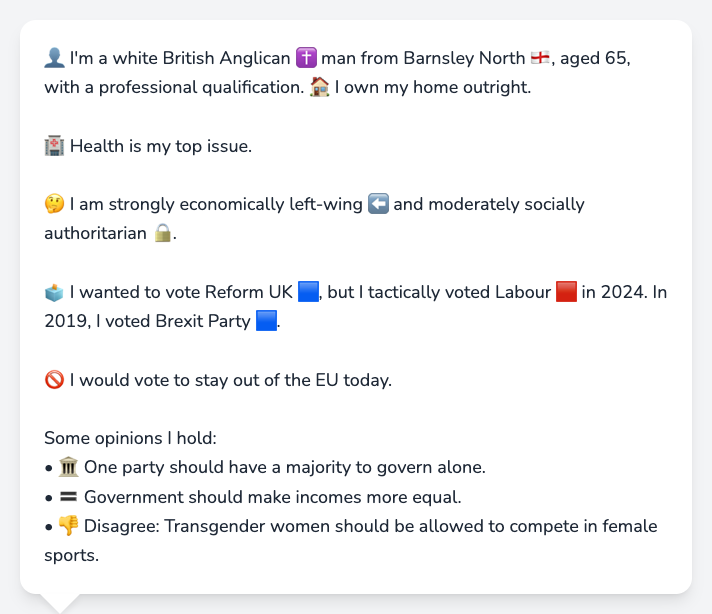 👤 I'm a white British Anglican ✝️ man from Barnsley North 🏴󠁧󠁢󠁥󠁮󠁧󠁿, aged 65,
with a professional qualification. 🏠 I own my home outright.
🏥 Health is my top issue.
🤔 I am strongly economically left-wing ⬅️ and moderately socially
authoritarian 🔒.
🗳️ I wanted to vote Reform UK 🟦, but I tactically voted Labour 🟥 in 2024. In
2019, I voted Brexit Party 🟦.
🚫 I would vote to stay out of the EU today.
Some opinions I hold:
• 🏛️ One party should have a majority to govern alone.
• 🟰 Government should make incomes more equal.
• 👎 Disagree: Transgender women should be allowed to compete in female
sports.